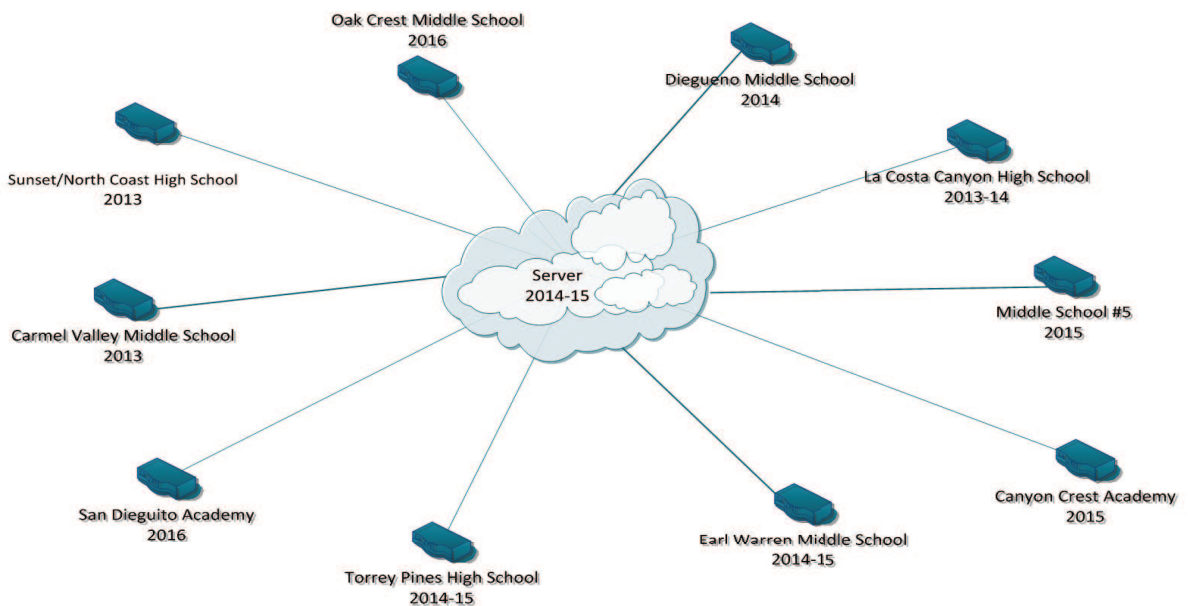 Oak Crest Middle School
2016
Diegueno Middle School
2014
Sunset/North Coast High School
2013
La Costa Canyon High School
2013-14
Server
2014-15
Carmel Valley Middle School
2013
Middle School #5
2015
San Dieguito Academy
2016
Canyon Crest Academy
2015
Torrey Pines High School
2014-15
Earl Warren Middle School
2014-15